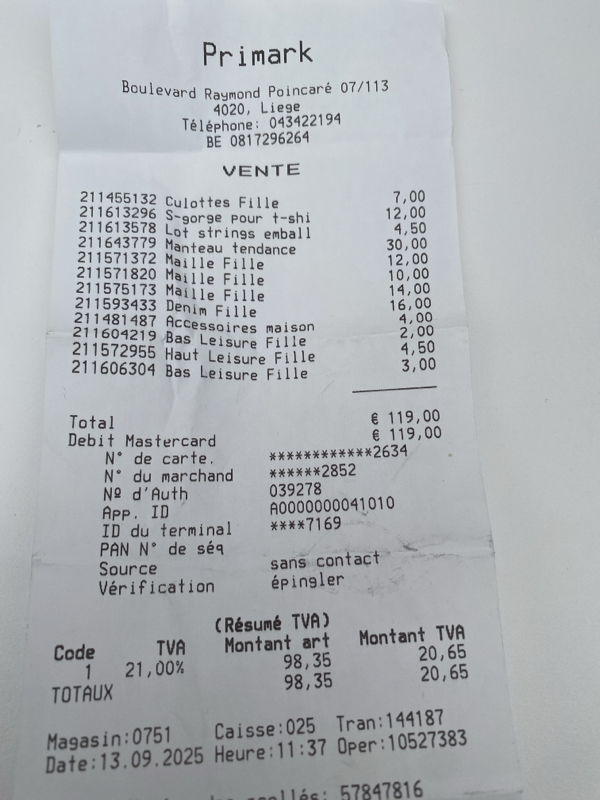 Primark
Boulevard Raymond Poincaré 07/113
4020, Liege
Téléphone: 043422194
BE 0817296264
VENTE
211455132 Culottes Fille 7,00
211613296 S-gorge pour t-shi 12,00
211613578 Lot strings emball 4,50
211643779 Manteau tendance 30,00
211571372 Maille Fille 12,00
211571820 Maille Fille 10,00
211575173 Maille Fille 14,00
211593433 Denim Fille 16,00
211481487 Accessoires maison 4,00
211604219 Bas Leisure Fille 2,00
211572955 Haut Leisure Fille 4,50
211606304 Bas Leisure Fille 3,00
Total € 119,00
Debit Mastercard € 119,00
N° de carte. ************2634
N° du marchand ******2852
Nº d'Auth 039278
App. ID A0000000041010
ID du terminal ****7169
PAN N° de séq
Source sans contact
Vérification épingler
(Résumé TVA)
Code TVA Montant art Montant TVA
1 21,00% 98,35 20,65
TOTAUX 98,35 20,65
Magasin:0751 Caisse:025 Tran:144187
Date:13.09.2025 Heure:11:37 Oper:10527383
57847816